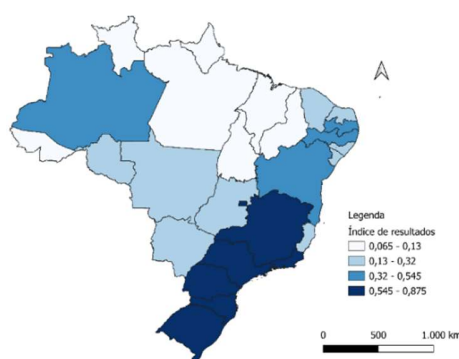 Legenda
Índice de resultados
0,065 - 0,13
0,13 - 0,32
0,32 - 0,545
0,545 - 0,875
0 500 1.000 km